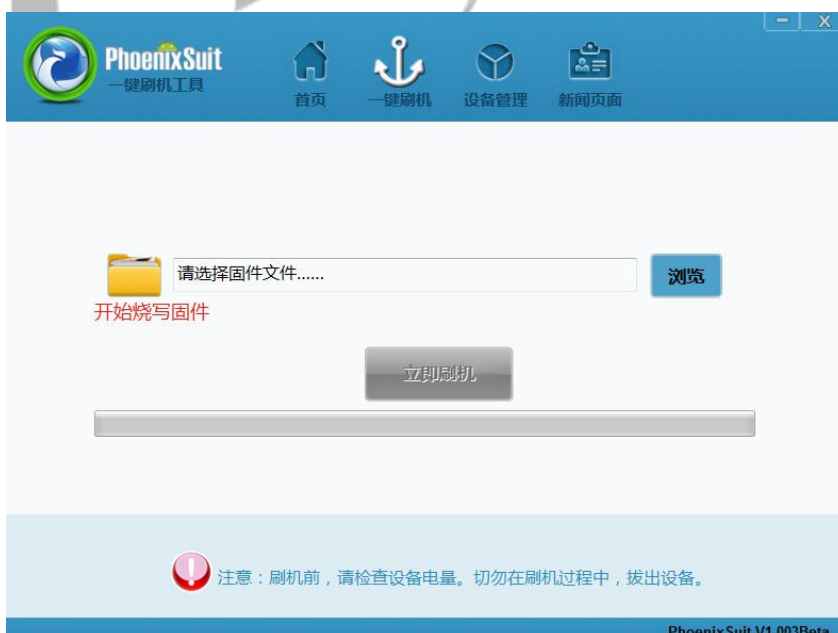 PhoenixSuit
一键刷机工具
首页
一键刷机
设备管理
新闻页面
请选择固件文件......
浏览
开始烧写固件
立即刷机
注意：刷机前，请检查设备电量。切勿在刷机过程中，拔出设备。
PhoenixSuit V1.003Beta